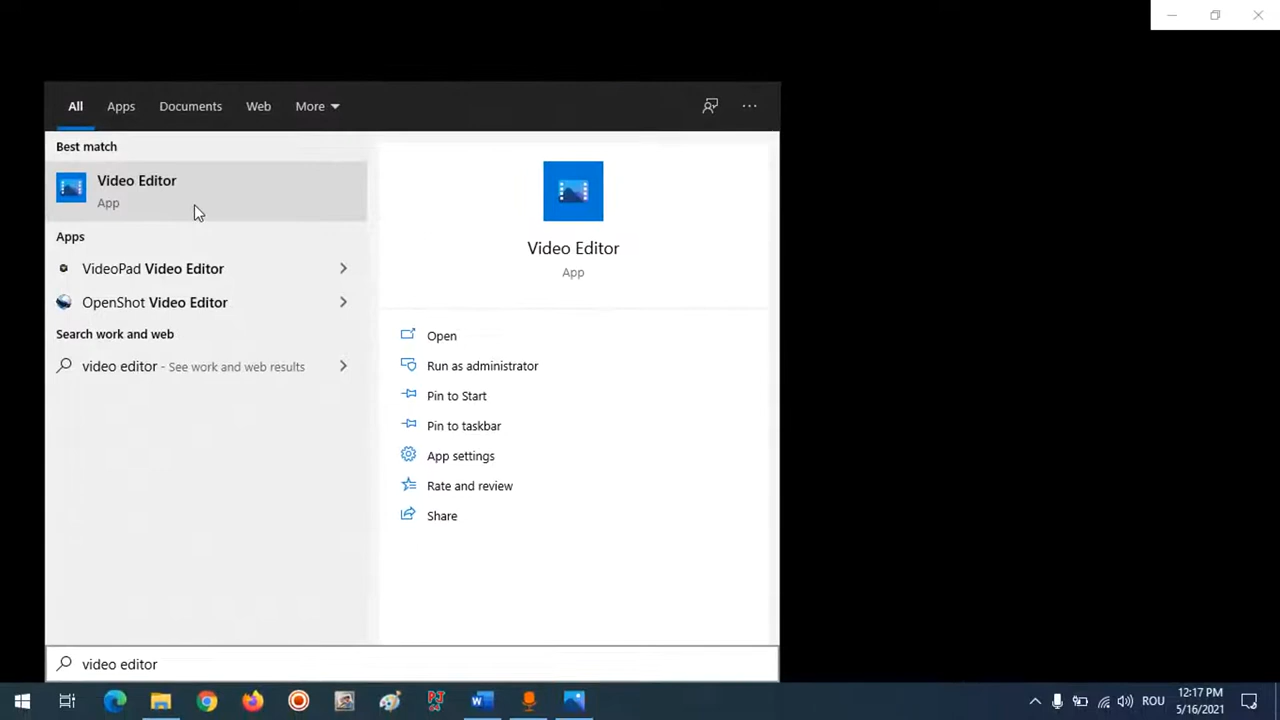 All Apps Documents Web More
Best match
Video Editor
App
Apps
VideoPad Video Editor
OpenShot Video Editor
Search work and web
video editor - See work and web results
Video Editor
App
Open
Run as administrator
Pin to Start
Pin to taskbar
App settings
Rate and review
Share
video editor
ROU
12:17 PM
5/16/2021